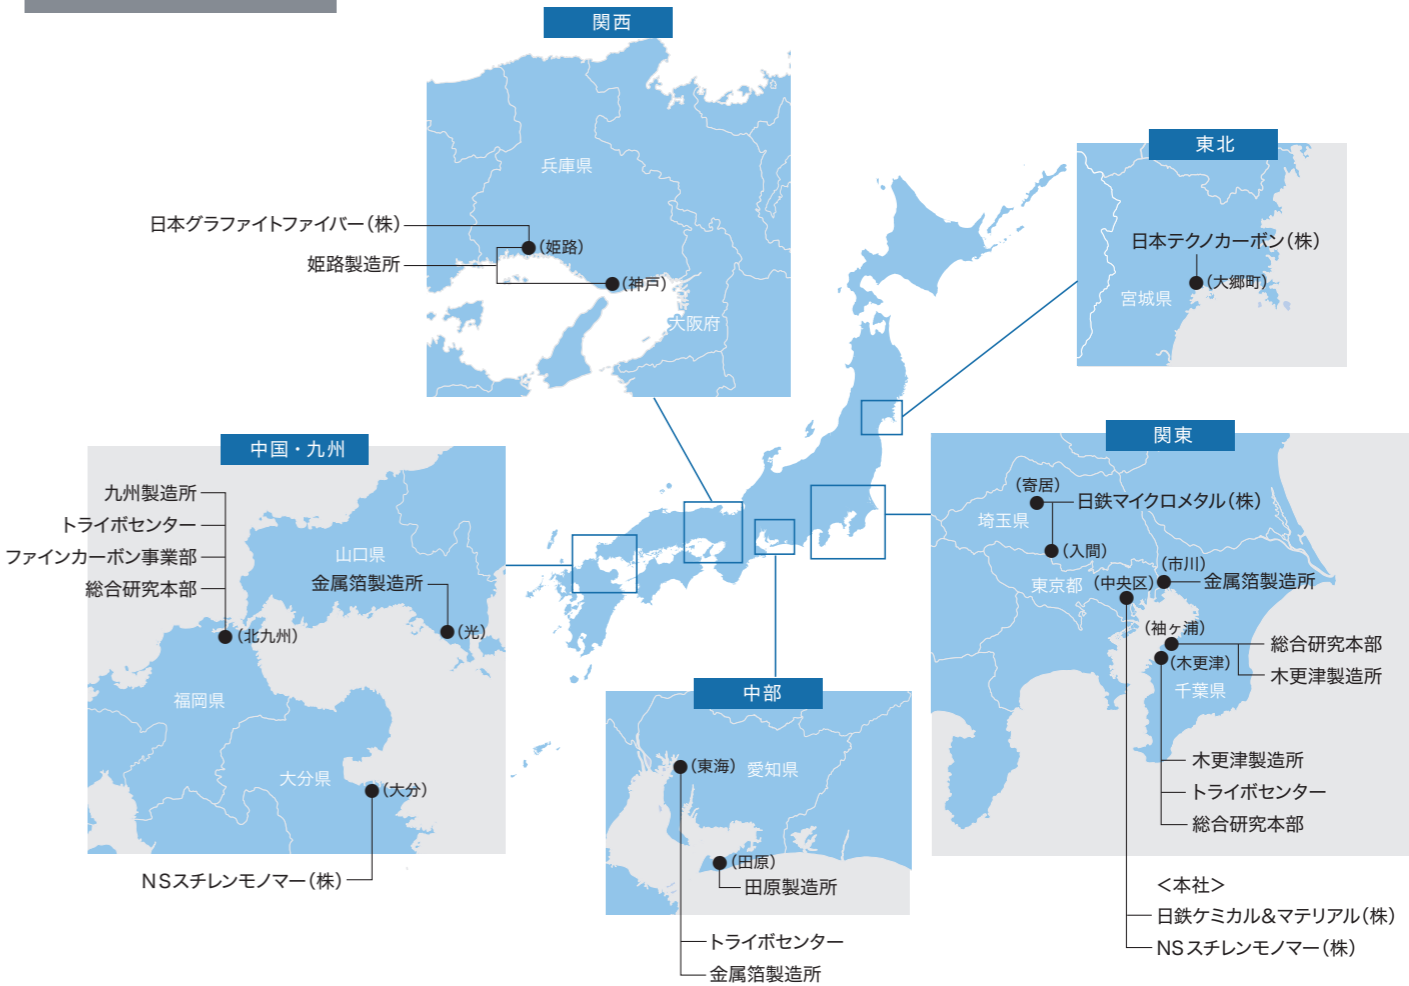 関西
兵庫県
日本グラファイトファイバー(株)
(姫路)
姫路製造所
(神戸)
大阪府
東北
日本テクノカーボン(株)
(大郷町)
宮城県
中国・九州
九州製造所
トライボセンター
ファインカーボン事業部
総合研究本部
山口県
金属箔製造所
(北九州)
(光)
福岡県
大分県
(大分)
NSスチレンモノマー(株)
中部
(東海)
愛知県
(田原)
田原製造所
トライボセンター
金属箔製造所
関東
(寄居)
日鉄マイクロメタル(株)
埼玉県
(入間)
(市川)
東京都
(中央区)
金属箔製造所
(袖ヶ浦)
総合研究本部
(木更津)
木更津製造所
千葉県
木更津製造所
トライボセンター
総合研究本部
<本社>
日鉄ケミカル&マテリアル(株)
NSスチレンモノマー(株)